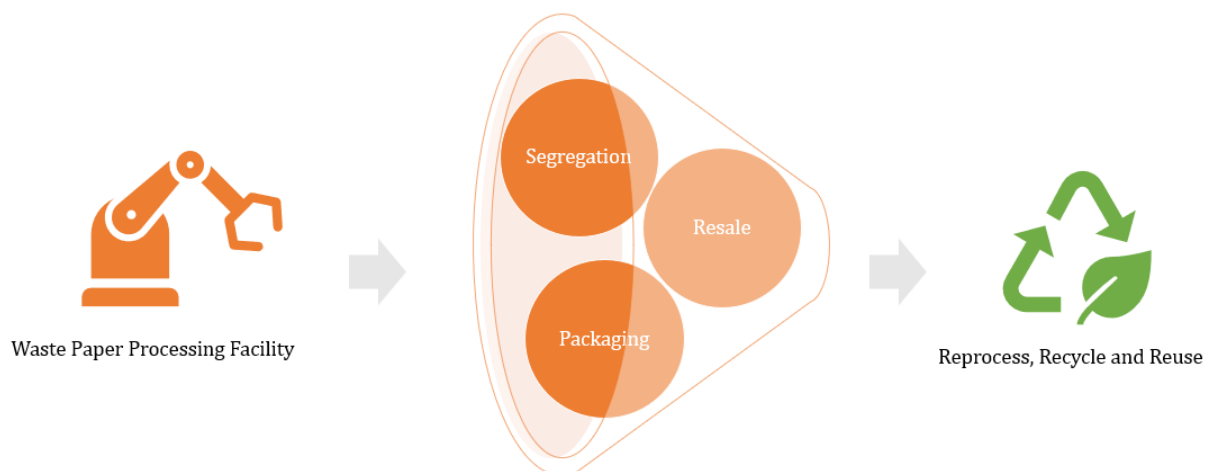 Segregation
Resale
Packaging
Waste Paper Processing Facility
Reprocess, Recycle and Reuse